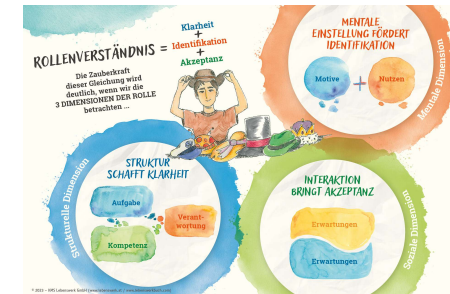 ROLLENVERSTÄNDNIS =
Klarheit
+
Identifikation
+
Akzeptanz
Die Zauberkraft
dieser Gleichung wird
deutlich, wenn wir die
3 DIMENSIONEN DER ROLLE
betrachten ...
MENTALE
EINSTELLUNG FÖRDERT
IDENTIFIKATION
Motive
+
Nutzen
Mentale Dimension
STRUKTUR
SCHAFFT KLARHEIT
Aufgabe
Verant-
wortung
Kompetenz
Strukturelle Dimension
INTERAKTION
BRINGT AKZEPTANZ
Erwartungen
Erwartungen
Soziale Dimension